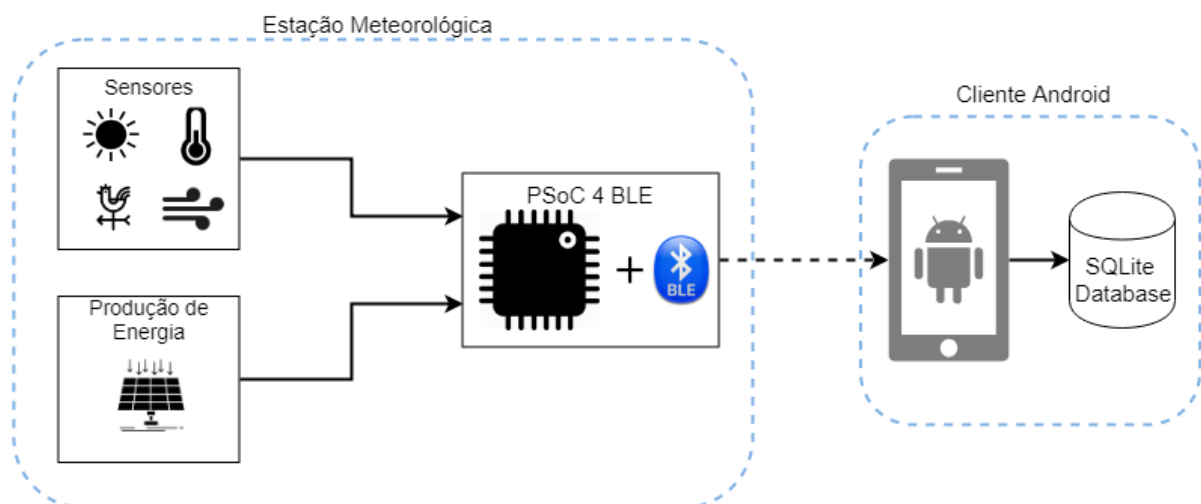 Estação Meteorológica
Sensores
Produção de
Energia
PSoC 4 BLE
BLE
Cliente Android
SQLite
Database